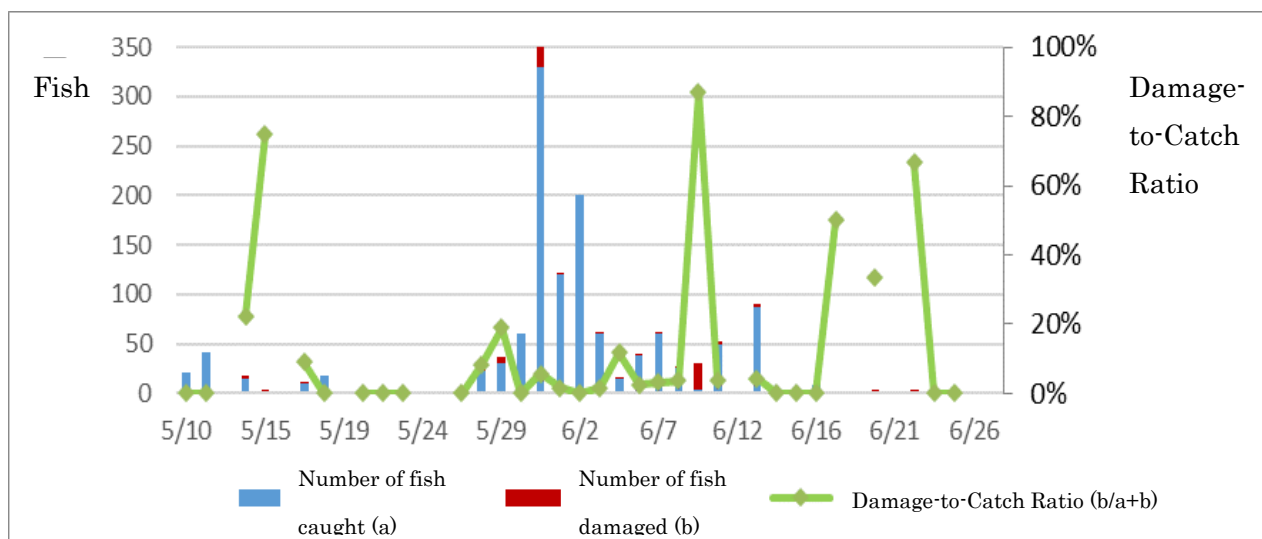 Fish
350
300
250
200
150
100
50
0
100%
80%
60%
40%
20%
0%
Damage-
to-Catch
Ratio
5/10 5/15 5/19 5/24 5/29 6/2 6/7 6/12 6/16 6/21 6/26
Number of fish
caught (a)
Number of fish
damaged (b)
Damage-to-Catch Ratio (b/a+b)